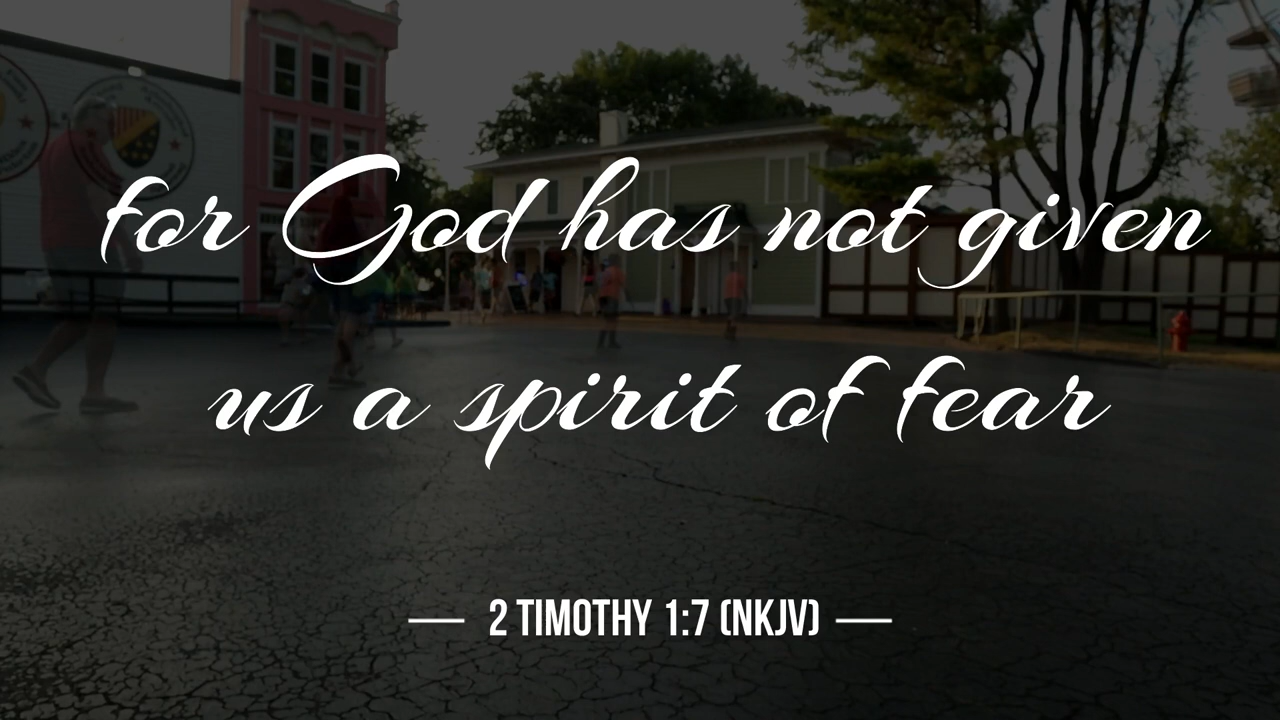 for God has not given
us a spirit of fear
2 TIMOTHY 1:7 (NKJV)